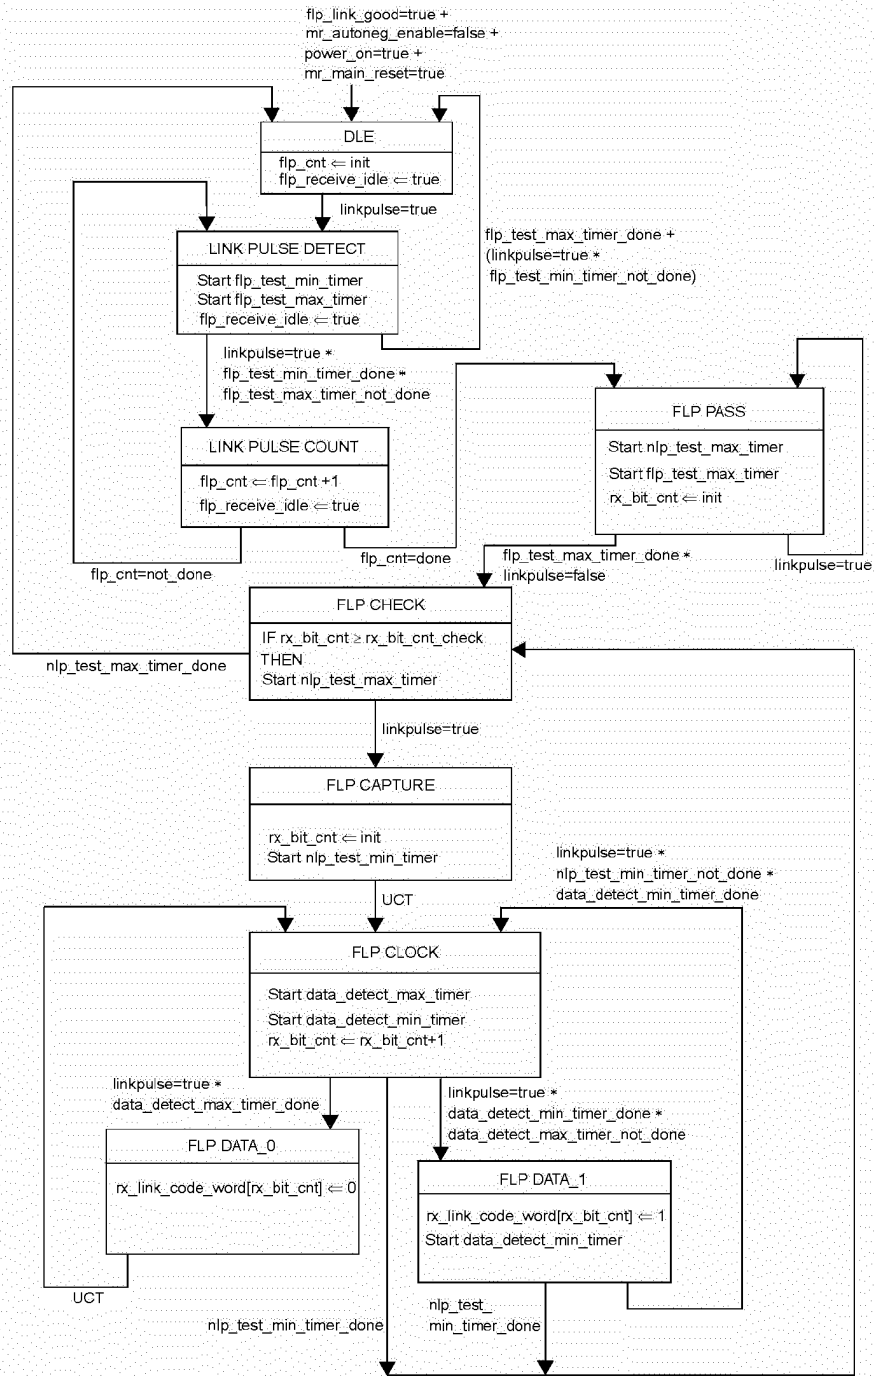 flp_link_good=true +
mr_autoneg_enable=false +
power_on=true +
mr_main_reset=true
DLE
flp_cnt ⇐ init
flp_receive_idle ⇐ true
linkpulse=true
LINK PULSE DETECT
Start flp_test_min_timer
Start flp_test_max_timer
flp_receive_idle ⇐ true
flp_test_max_timer_done +
(linkpulse=true *
flp_test_min_timer_not_done)
linkpulse=true *
flp_test_min_timer_done *
flp_test_max_timer_not_done
LINK PULSE COUNT
flp_cnt ⇐ flp_cnt +1
flp_receive_idle ⇐ true
flp_cnt=not_done
flp_cnt=done
FLP PASS
Start nlp_test_max_timer
Start flp_test_max_timer
rx_bit_cnt ⇐ init
flp_test_max_timer_done *
linkpulse=false
linkpulse=true
FLP CHECK
IF rx_bit_cnt ≥ rx_bit_cnt_check
THEN
Start nlp_test_max_timer
nlp_test_max_timer_done
linkpulse=true
FLP CAPTURE
rx_bit_cnt ⇐ init
Start nlp_test_min_timer
UCT
linkpulse=true *
nlp_test_min_timer_not_done *
data_detect_min_timer_done
FLP CLOCK
Start data_detect_max_timer
Start data_detect_min_timer
rx_bit_cnt ⇐ rx_bit_cnt+1
linkpulse=true *
data_detect_max_timer_done
linkpulse=true *
data_detect_min_timer_done *
data_detect_max_timer_not_done
FLP DATA_0
rx_link_code_word[rx_bit_cnt] ⇐ 0
UCT
FLP DATA_1
rx_link_code_word[rx_bit_cnt] ⇐ 1
Start data_detect_min_timer
nlp_test_min_timer_done
nlp_test_
min_timer_done